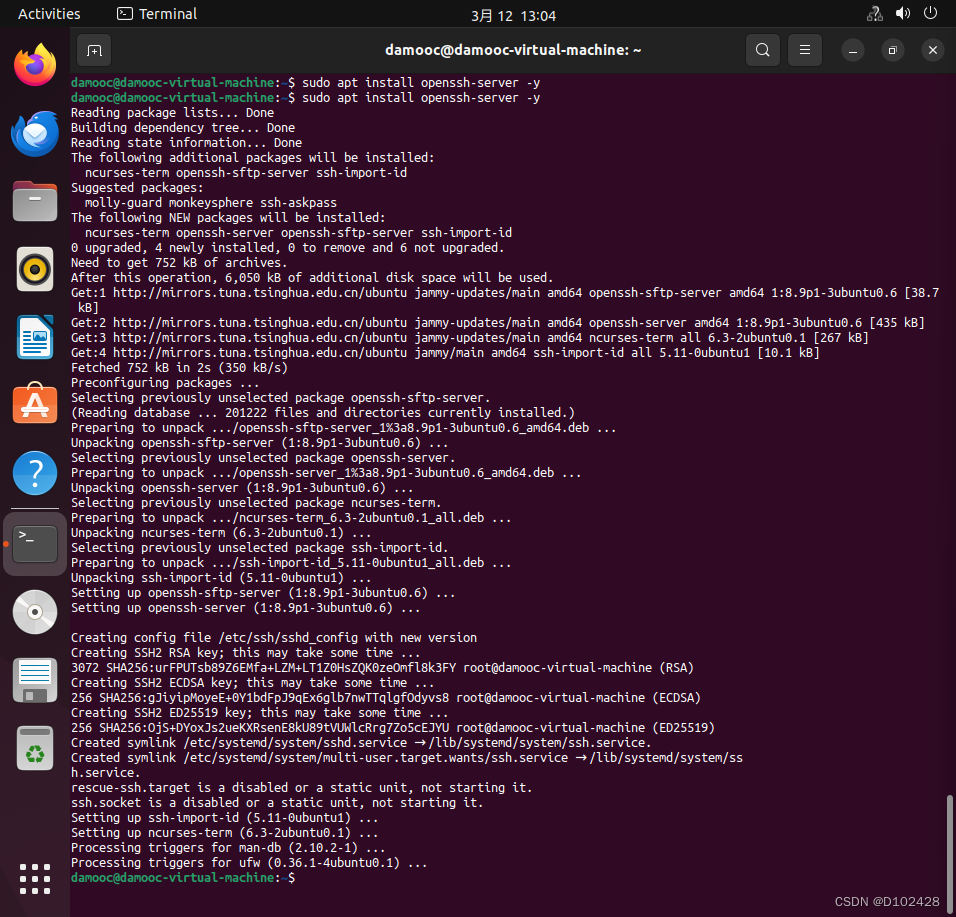 Activities
Terminal
3月 12 13:04
damooc@damooc-virtual-machine: ~
damooc@damooc-virtual-machine:~$ sudo apt install openssh-server -y
damooc@damooc-virtual-machine:~$ sudo apt install openssh-server -y
Reading package lists... Done
Building dependency tree... Done
Reading state information... Done
The following additional packages will be installed:
  ncurses-term openssh-sftp-server ssh-import-id
Suggested packages:
  molly-guard monkeysphere ssh-askpass
The following NEW packages will be installed:
  ncurses-term openssh-server openssh-sftp-server ssh-import-id
0 upgraded, 4 newly installed, 0 to remove and 6 not upgraded.
Need to get 752 kB of archives.
After this operation, 6,050 kB of additional disk space will be used.
Get:1 http://mirrors.tuna.tsinghua.edu.cn/ubuntu jammy-updates/main amd64 openssh-sftp-server amd64 1:8.9p1-3ubuntu0.6 [38.7
 kB]
Get:2 http://mirrors.tuna.tsinghua.edu.cn/ubuntu jammy-updates/main amd64 openssh-server amd64 1:8.9p1-3ubuntu0.6 [435 kB]
Get:3 http://mirrors.tuna.tsinghua.edu.cn/ubuntu jammy-updates/main amd64 ncurses-term all 6.3-2ubuntu0.1 [267 kB]
Get:4 http://mirrors.tuna.tsinghua.edu.cn/ubuntu jammy/main amd64 ssh-import-id all 5.11-0ubuntu1 [10.1 kB]
Fetched 752 kB in 2s (350 kB/s)
Preconfiguring packages ...
Selecting previously unselected package openssh-sftp-server.
(Reading database ... 201222 files and directories currently installed.)
Preparing to unpack .../openssh-sftp-server_1%3a8.9p1-3ubuntu0.6_amd64.deb ...
Unpacking openssh-sftp-server (1:8.9p1-3ubuntu0.6) ...
Selecting previously unselected package openssh-server.
Preparing to unpack .../openssh-server_1%3a8.9p1-3ubuntu0.6_amd64.deb ...
Unpacking openssh-server (1:8.9p1-3ubuntu0.6) ...
Selecting previously unselected package ncurses-term.
Preparing to unpack .../ncurses-term_6.3-2ubuntu0.1_all.deb ...
Unpacking ncurses-term (6.3-2ubuntu0.1) ...
Selecting previously unselected package ssh-import-id.
Preparing to unpack .../ssh-import-id_5.11-0ubuntu1_all.deb ...
Unpacking ssh-import-id (5.11-0ubuntu1) ...
Setting up openssh-sftp-server (1:8.9p1-3ubuntu0.6) ...
Setting up openssh-server (1:8.9p1-3ubuntu0.6) ...
Creating config file /etc/ssh/sshd_config with new version
Creating SSH2 RSA key; this may take some time ...
3072 SHA256:urFPUTsb89Z6EMfa+LZM+LT1Z0HsZQK0zeOmfl8k3FY root@damooc-virtual-machine (RSA)
Creating SSH2 ECDSA key; this may take some time ...
256 SHA256:gJiyipMoyeE+0Y1bdFpJ9qEx6glb7nwTTqlgfOdyvs8 root@damooc-virtual-machine (ECDSA)
Creating SSH2 ED25519 key; this may take some time ...
256 SHA256:OjS+DYoxJs2ueKXRsenE8kU89tVUWlcRrg7Zo5cEJYU root@damooc-virtual-machine (ED25519)
Created symlink /etc/systemd/system/sshd.service → /lib/systemd/system/ssh.service.
Created symlink /etc/systemd/system/multi-user.target.wants/ssh.service → /lib/systemd/system/ss
h.service.
rescue-ssh.target is a disabled or a static unit, not starting it.
ssh.socket is a disabled or a static unit, not starting it.
Setting up ssh-import-id (5.11-0ubuntu1) ...
Setting up ncurses-term (6.3-2ubuntu0.1) ...
Processing triggers for man-db (2.10.2-1) ...
Processing triggers for ufw (0.36.1-4ubuntu0.1) ...
damooc@damooc-virtual-machine:~$
CSDN @D102428